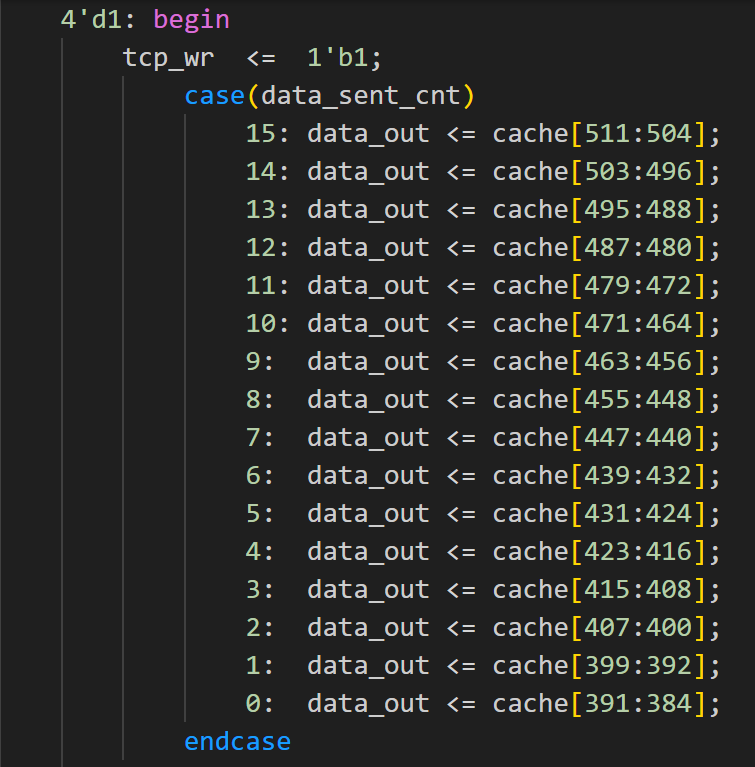 4'd1: begin
tcp_wr <= 1'b1;
case(data_sent_cnt)
15: data_out <= cache[511:504];
14: data_out <= cache[503:496];
13: data_out <= cache[495:488];
12: data_out <= cache[487:480];
11: data_out <= cache[479:472];
10: data_out <= cache[471:464];
9: data_out <= cache[463:456];
8: data_out <= cache[455:448];
7: data_out <= cache[447:440];
6: data_out <= cache[439:432];
5: data_out <= cache[431:424];
4: data_out <= cache[423:416];
3: data_out <= cache[415:408];
2: data_out <= cache[407:400];
1: data_out <= cache[399:392];
0: data_out <= cache[391:384];
endcase